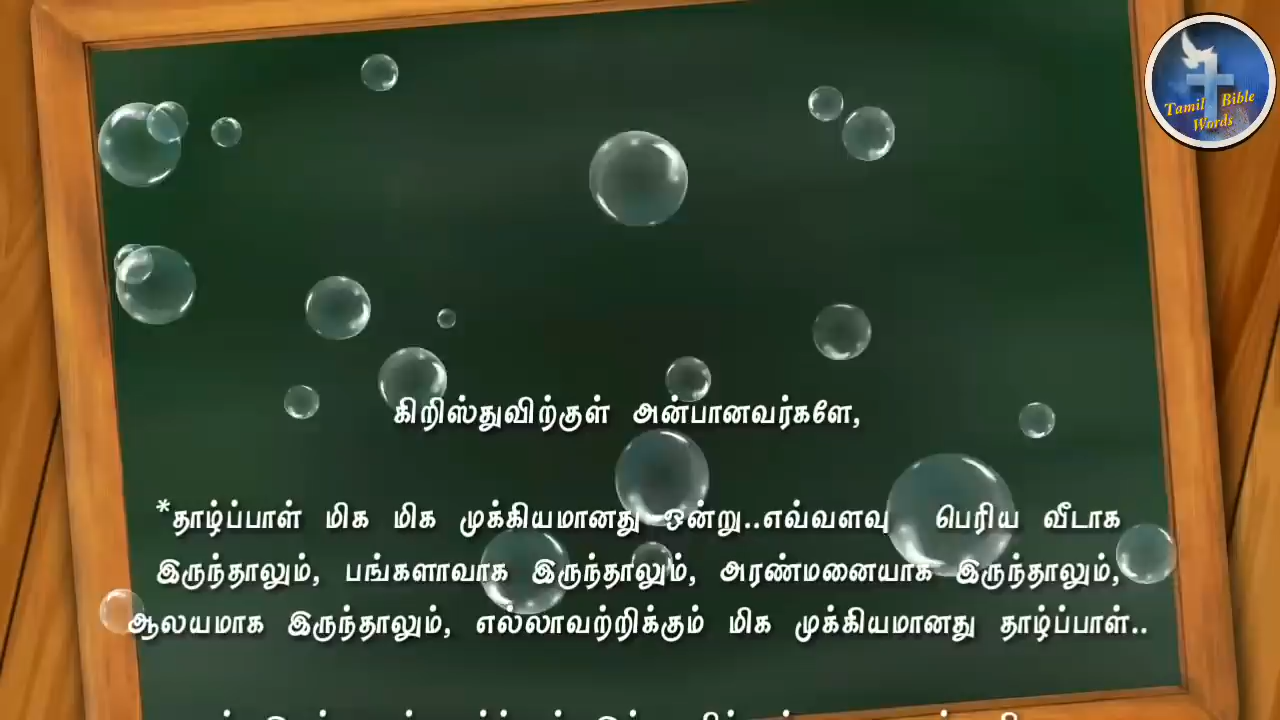 Tamil Bible
Words
கிறிஸ்துவிற்குள் அன்பானவர்களே,
*தாழ்ப்பாள் மிக மிக முக்கியமானது ஒன்று..எவ்வளவு பெரிய வீடாக
இருந்தாலும், பங்களாவாக இருந்தாலும், அரண்மனையாக இருந்தாலும்,
ஆலயமாக இருந்தாலும், எல்லாவற்றிக்கும் மிக முக்கியமானது தாழ்ப்பாள்..